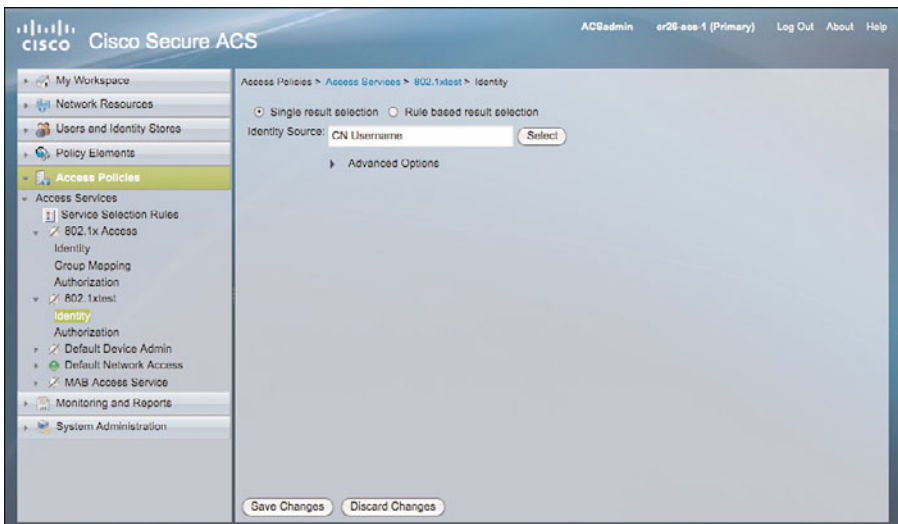 CISCO Cisco Secure ACS
ACSadmin cr26-acs-1 (Primary) Log Out About Help
My Workspace
Network Resources
Users and Identity Stores
Policy Elements
Access Policies
Access Services
Service Selection Rules
802.1x Access
Identity
Group Mapping
Authorization
802.1xtest
Identity
Authorization
Default Device Admin
Default Network Access
MAB Access Service
Monitoring and Reports
System Administration
Access Policies > Access Services > 802.1xtest > Identity
Single result selection Rule based result selection
Identity Source: CN Username Select
Advanced Options
Save Changes Discard Changes